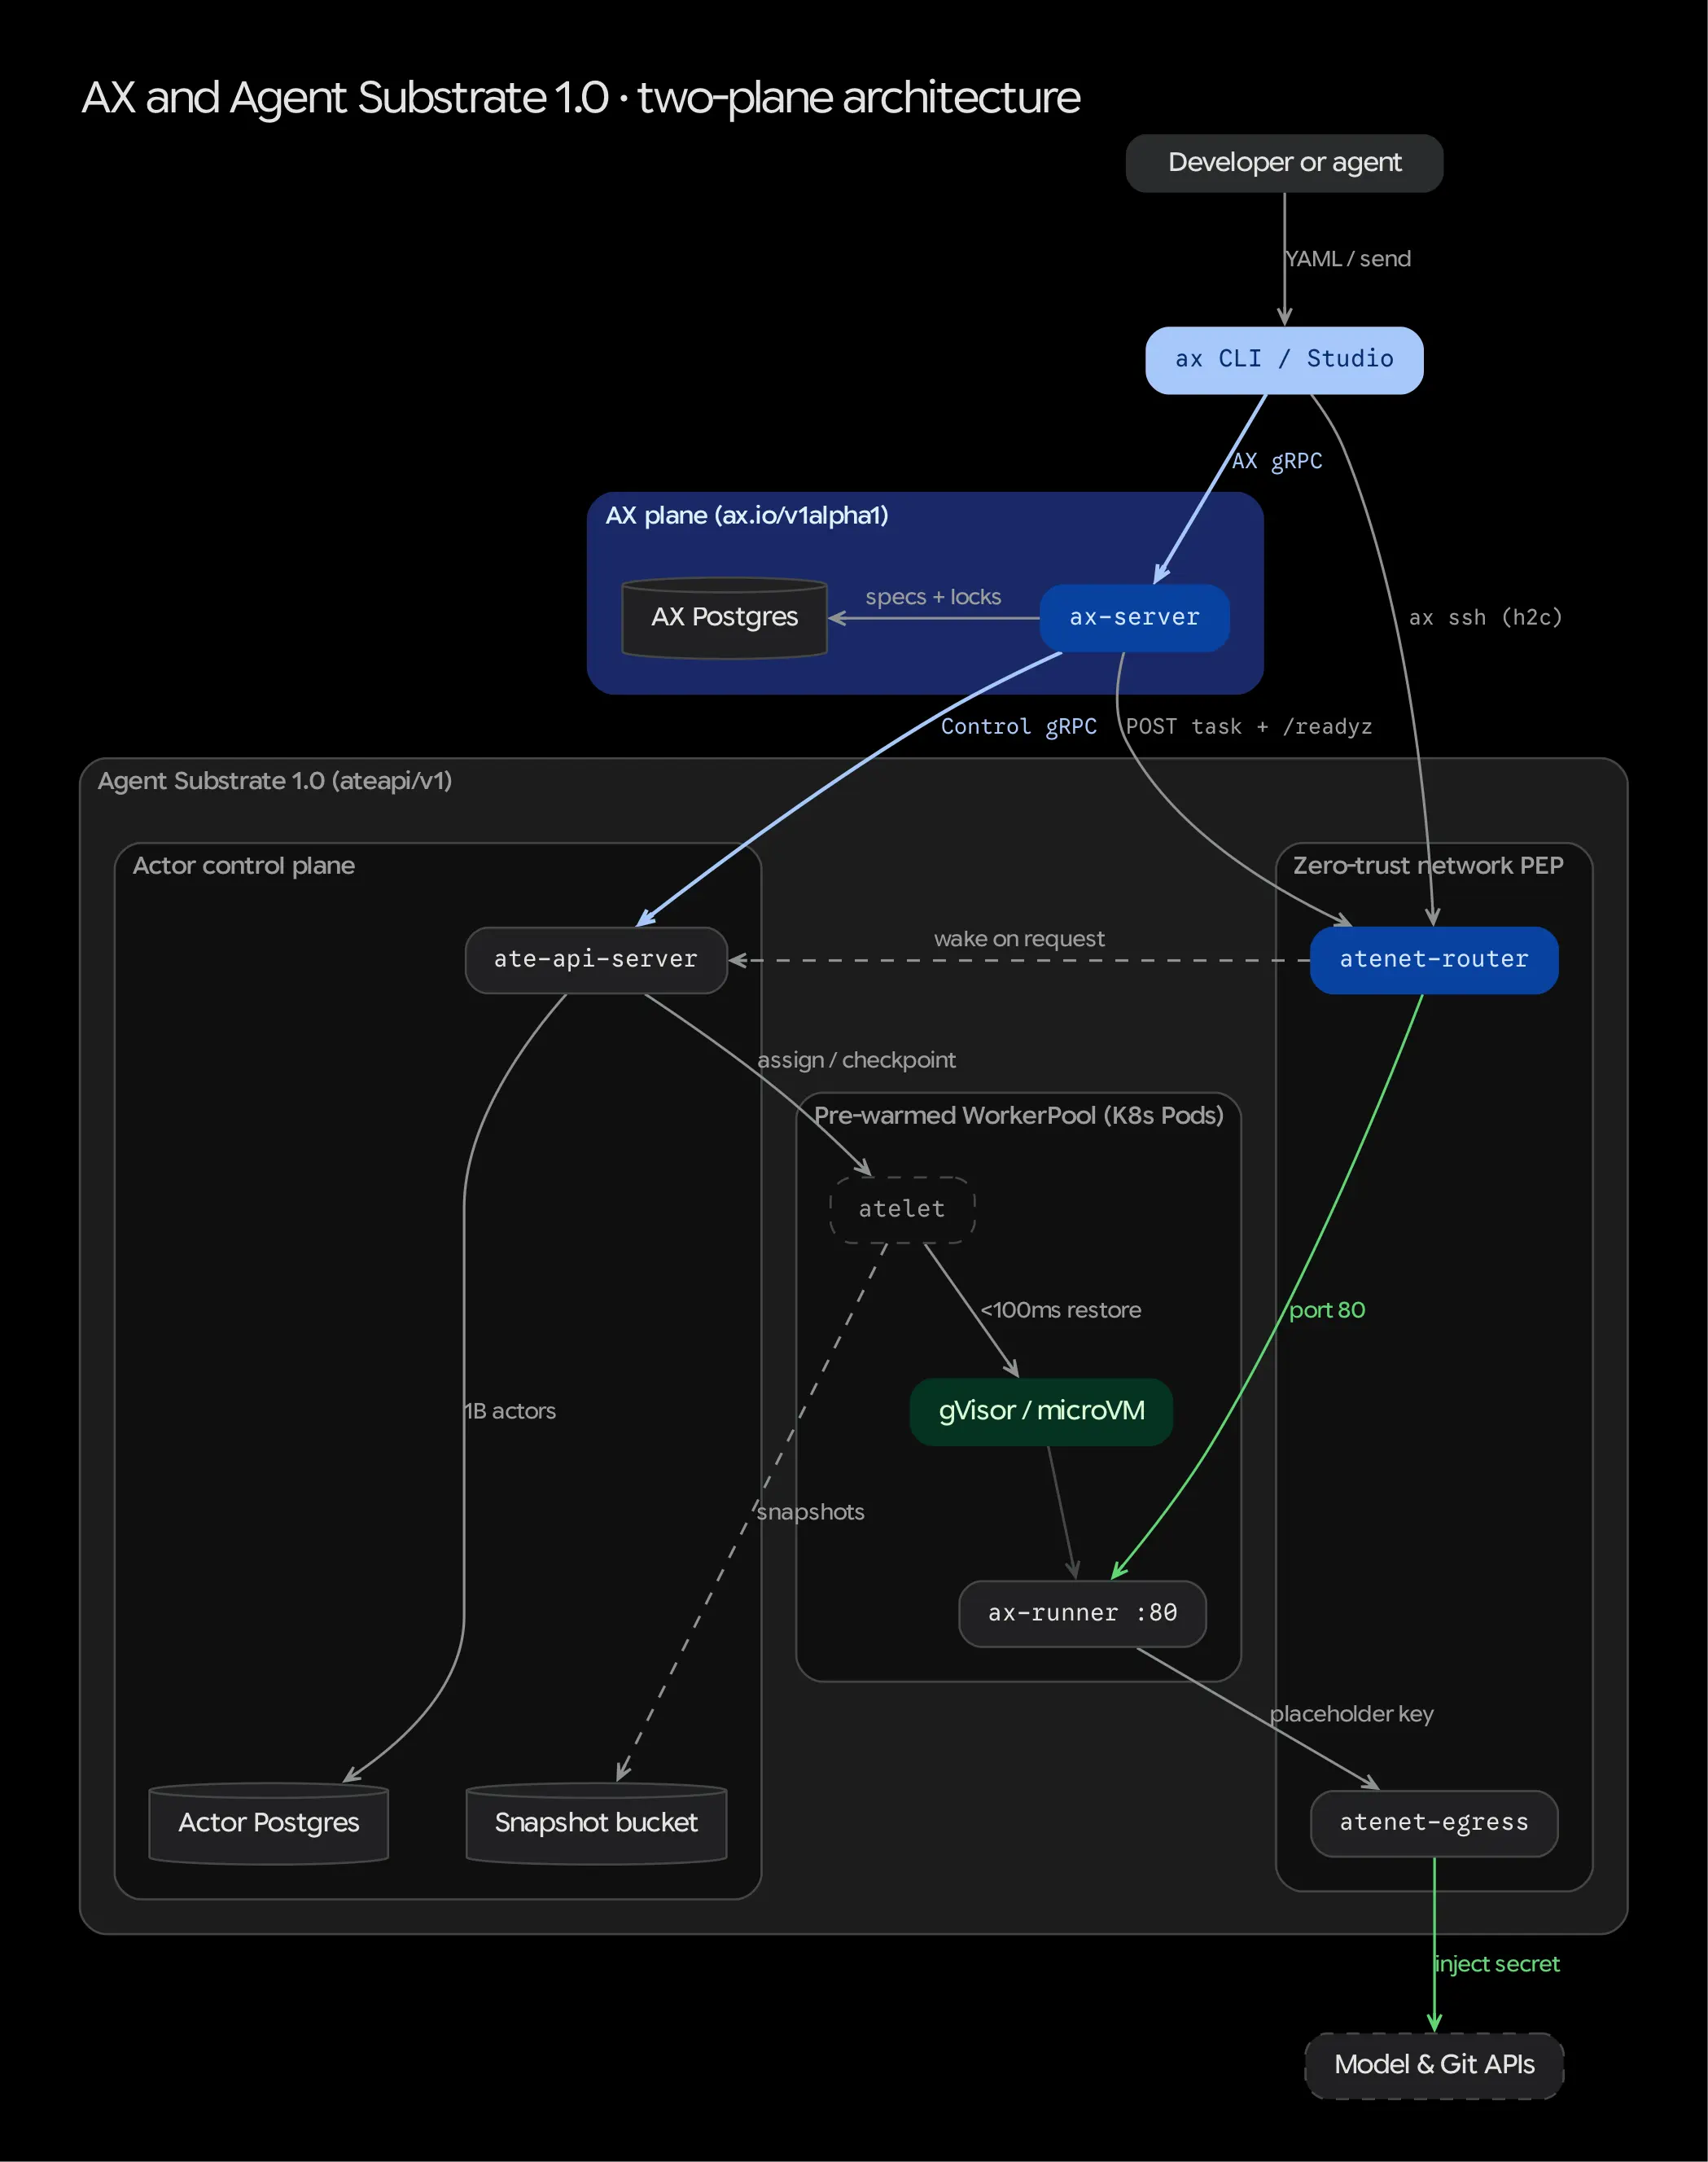 AX and Agent Substrate 1.0 · two-plane architecture
Developer or agent
YAML / send
ax CLI / Studio
AX gRPC
AX plane (ax.io/v1alpha1)
AX Postgres
specs + locks
ax-server
ax ssh (h2c)
Control gRPC
POST task + /readyz
Agent Substrate 1.0 (ateapi/v1)
Actor control plane
Zero-trust network PEP
ate-api-server
wake on request
atenet-router
assign / checkpoint
Pre-warmed WorkerPool (K8s Pods)
atelet
<100ms restore
port 80
1B actors
gVisor / microVM
snapshots
ax-runner :80
placeholder key
Actor Postgres
Snapshot bucket
atenet-egress
inject secret
Model & Git APIs